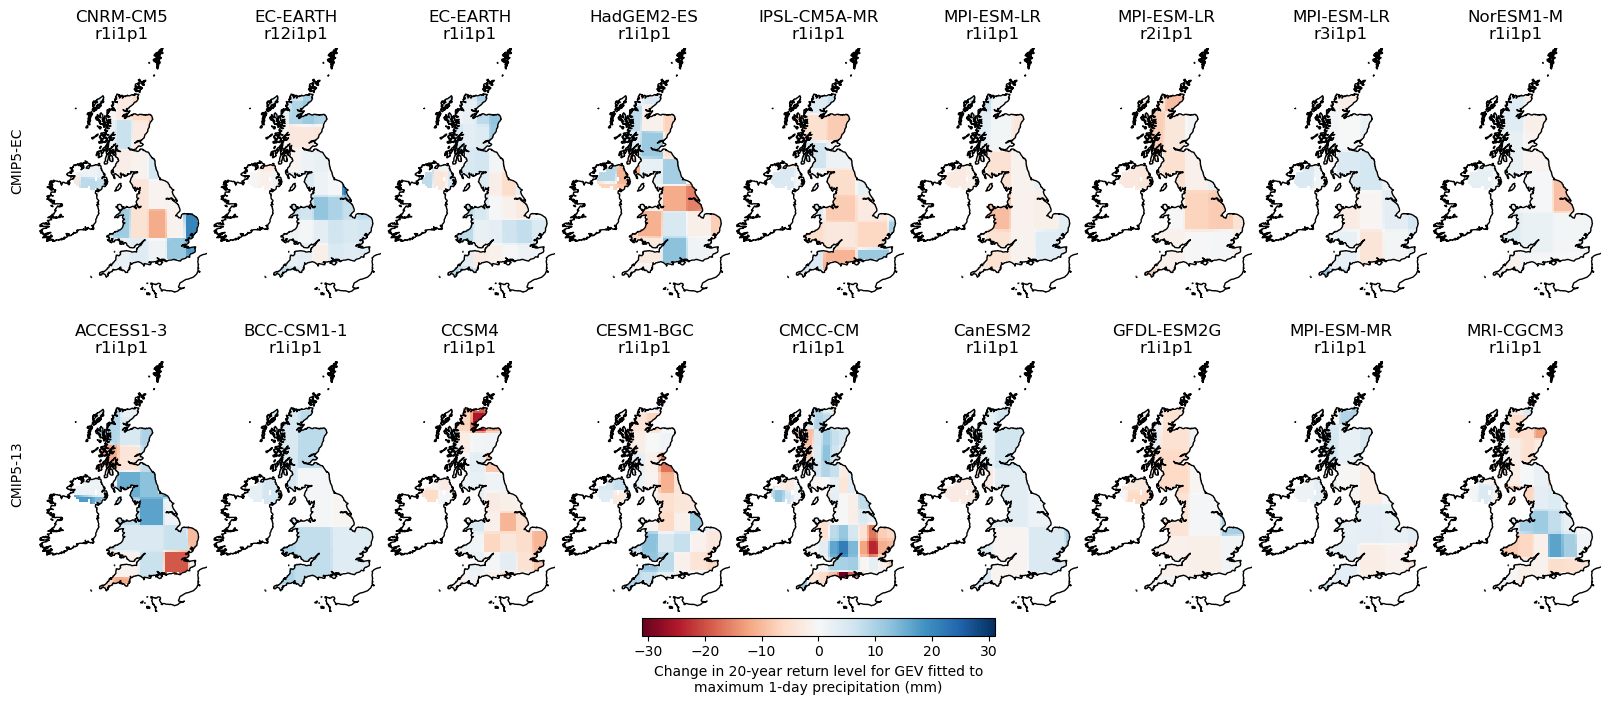 CNRM-CM5
r1i1p1
EC-EARTH
r12i1p1
EC-EARTH
r1i1p1
HadGEM2-ES
r1i1p1
IPSL-CM5A-MR
r1i1p1
MPI-ESM-LR
r1i1p1
MPI-ESM-LR
r2i1p1
MPI-ESM-LR
r3i1p1
NorESM1-M
r1i1p1
CMIP5-EC
ACCESS1-3
r1i1p1
BCC-CSM1-1
r1i1p1
CCSM4
r1i1p1
CESM1-BGC
r1i1p1
CMCC-CM
r1i1p1
CanESM2
r1i1p1
GFDL-ESM2G
r1i1p1
MPI-ESM-MR
r1i1p1
MRI-CGCM3
r1i1p1
CMIP5-13
−30 −20 −10 0 10 20 30
Change in 20-year return level for GEV fitted to
maximum 1-day precipitation (mm)